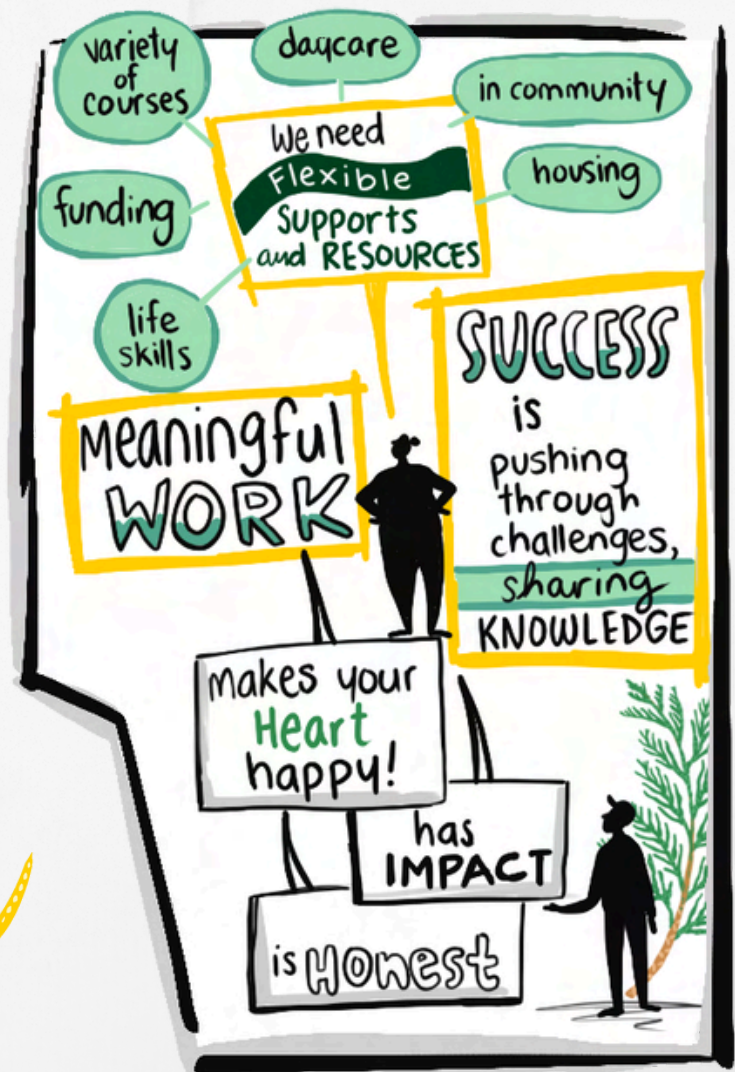 variety
of
courses
daycare
in community
We need
Flexible
Supports
and RESOURCES
funding
housing
life
skills
Meaningful
WORK
SUCCESS
is
pushing
through
challenges,
sharing
KNOWLEDGE
makes your
Heart
happy!
has
IMPACT
is Honest